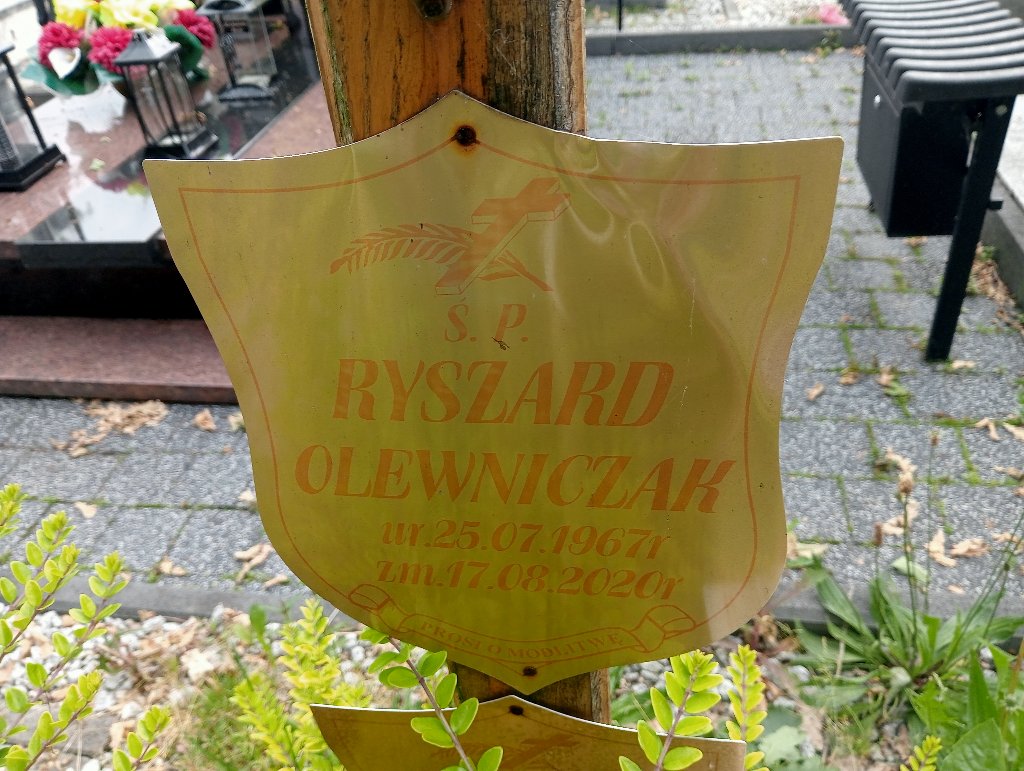 Ś. P.
RYSZARD
OLEWNICZAK
ur.25.07.1967r
zm.17.08.2020r
PROSI O MODLITWĘ